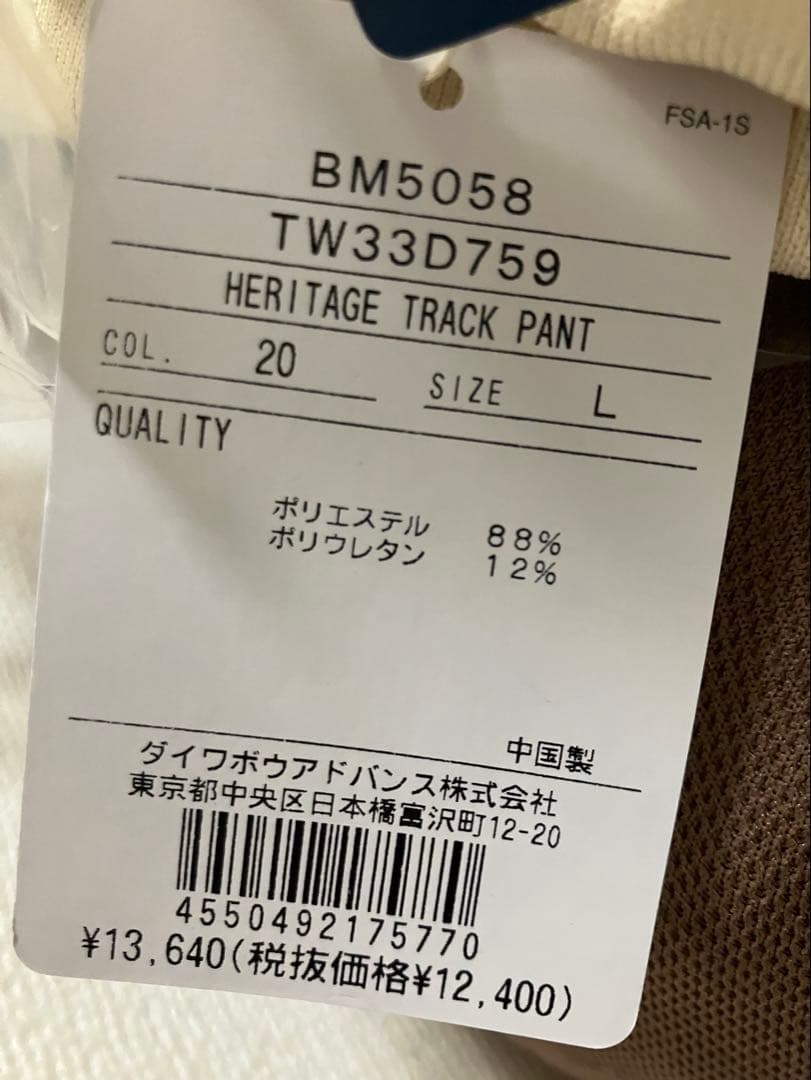 FSA-1S
BM5058
TW33D759
HERITAGE TRACK PANT
COL. 20 SIZE L
QUALITY
ポリエステル 88%
ポリウレタン 12%
中国製
ダイワボウアドバンス株式会社
東京都中央区日本橋富沢町12-20
4550492175770
¥13,640(税抜価格¥12,400)